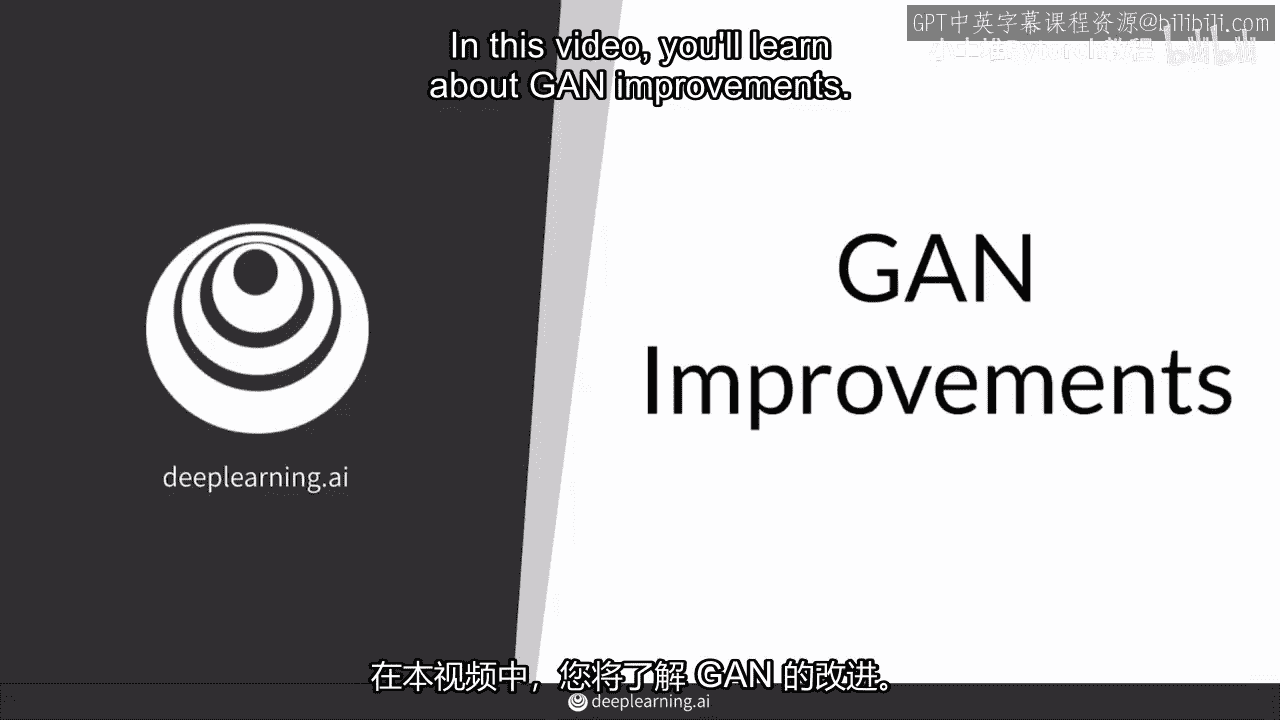 GPT中英字幕课程资源@bilibili.com
In this video, you'll learn
about GAN improvements.
GAN
Improvements
deeplearning.ai
在本视频中，您将了解 GAN 的改进。
deeplearning.ai